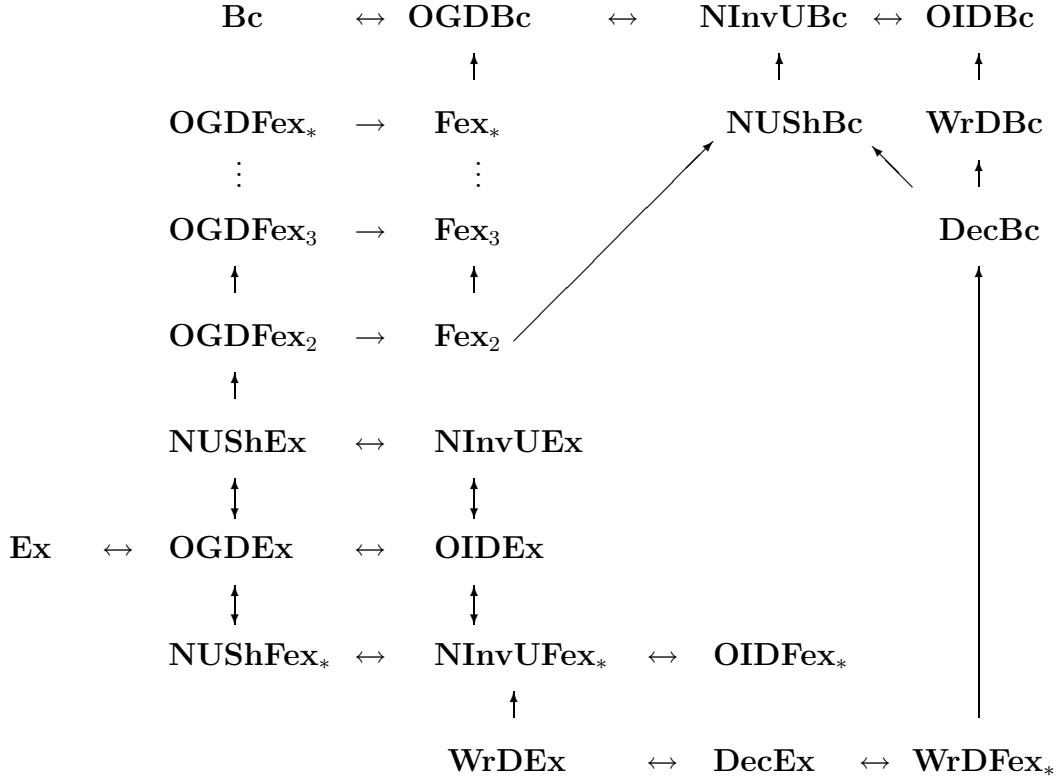 Bc ↔ OGDBc ↔ NInvUBc ↔ OIDBc
OGDFex* → Fex* NUShBc WrDBc
⋮ ⋮
OGDFex3 → Fex3 DecBc
OGDFex2 → Fex2
NUShEx ↔ NInvUEx
Ex ↔ OGDEx ↔ OIDEx
NUShFex* ↔ NInvUFex* ↔ OIDFex*
WrDEx ↔ DecEx ↔ WrDFex*